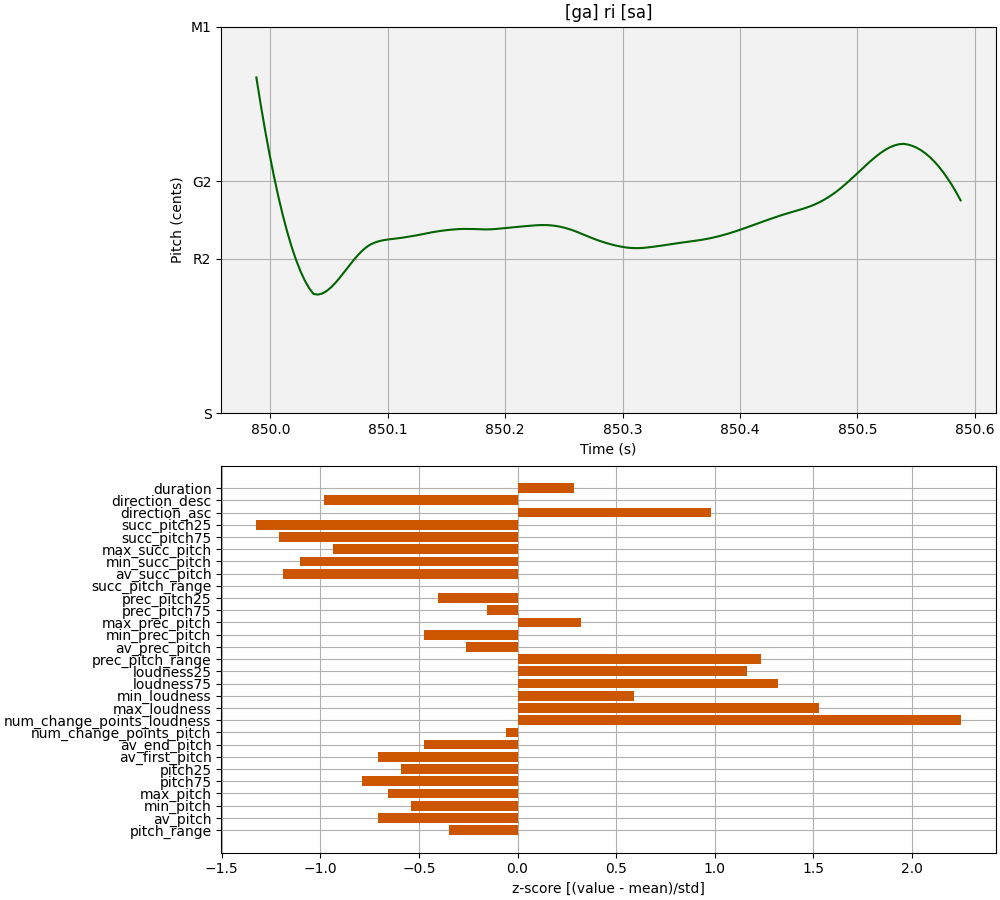 [ga] ri [sa]
M1
G2
R2
S
Pitch (cents)
850.0 850.1 850.2 850.3 850.4 850.5 850.6
Time (s)
duration
direction_desc
direction_asc
succ_pitch25
succ_pitch75
max_succ_pitch
min_succ_pitch
av_succ_pitch
succ_pitch_range
prec_pitch25
prec_pitch75
max_prec_pitch
min_prec_pitch
av_prec_pitch
prec_pitch_range
loudness25
loudness75
min_loudness
max_loudness
num_change_points_loudness
num_change_points_pitch
av_end_pitch
av_first_pitch
pitch25
pitch75
max_pitch
min_pitch
av_pitch
pitch_range
−1.5 −1.0 −0.5 0.0 0.5 1.0 1.5 2.0
z-score [(value - mean)/std]